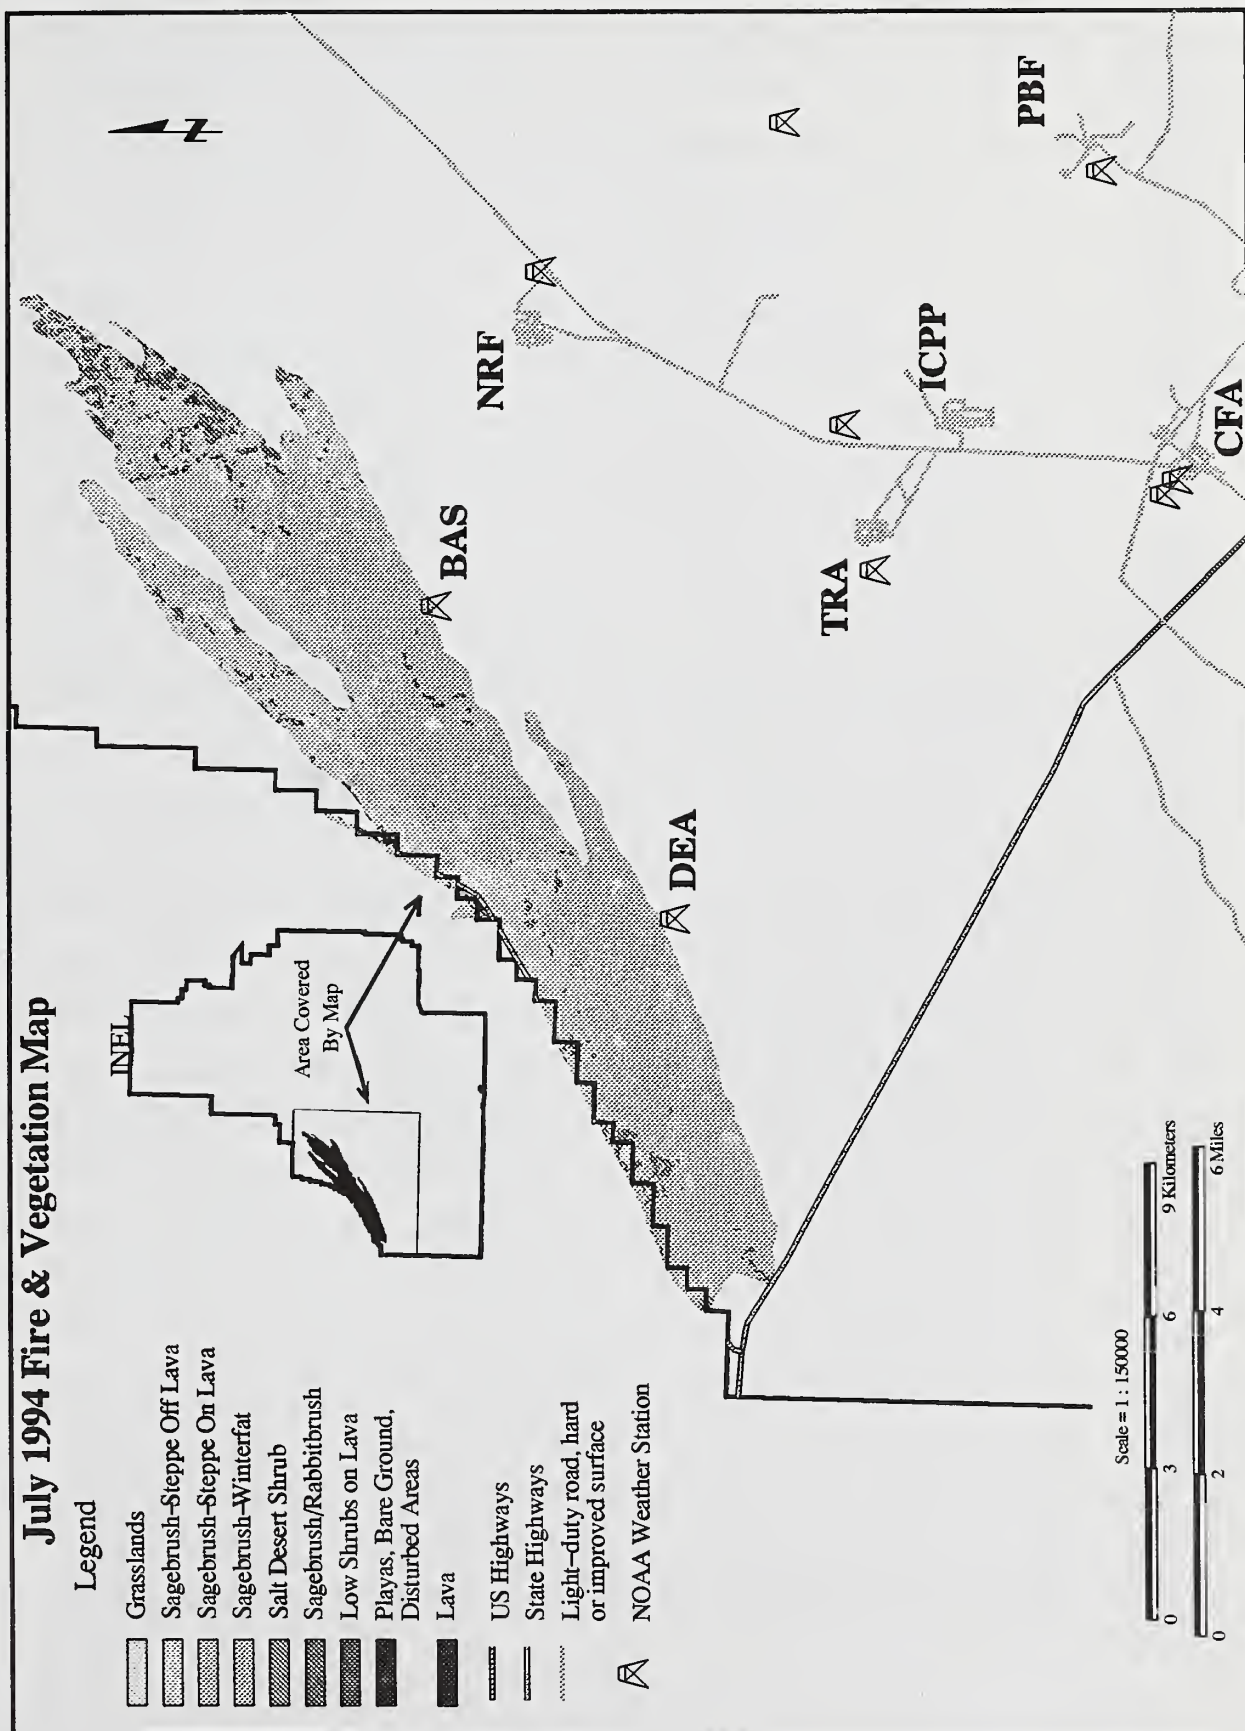 July 1994 Fire & Vegetation Map
Legend
Grasslands
Sagebrush-Steppe Off Lava
Sagebrush-Steppe On Lava
Sagebrush-Winterfat
Salt Desert Shrub
Sagebrush/Rabbitbrush
Low Shrubs on Lava
Playas, Bare Ground,
Disturbed Areas
Lava
US Highways
State Highways
Light-duty road, hard
or improved surface
NOAA Weather Station
INEL
Area Covered
By Map
N
BAS
DEA
NRF
TRA
ICPP
CFA
PBF
Scale = 1 : 150000
0 3 6 9 Kilometers
0 2 4 6 Miles